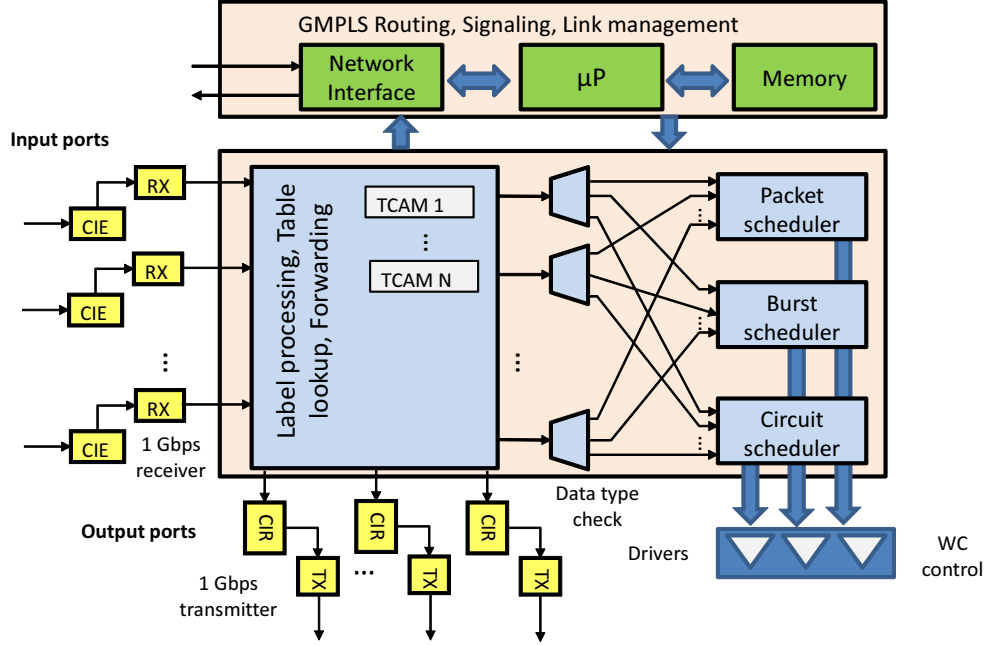 GMPLS Routing, Signaling, Link management
Network
Interface
µP
Memory
Input ports
RX
CIE
RX
CIE
...
RX
CIE
1 Gbps
receiver
Label processing, Table
lookup, Forwarding
TCAM 1
...
TCAM N
...
Packet
scheduler
...
Burst
scheduler
...
Circuit
scheduler
...
Data type
check
Output ports
CIR
CIR
CIR
TX
...
TX
TX
1 Gbps
transmitter
Drivers
WC
control